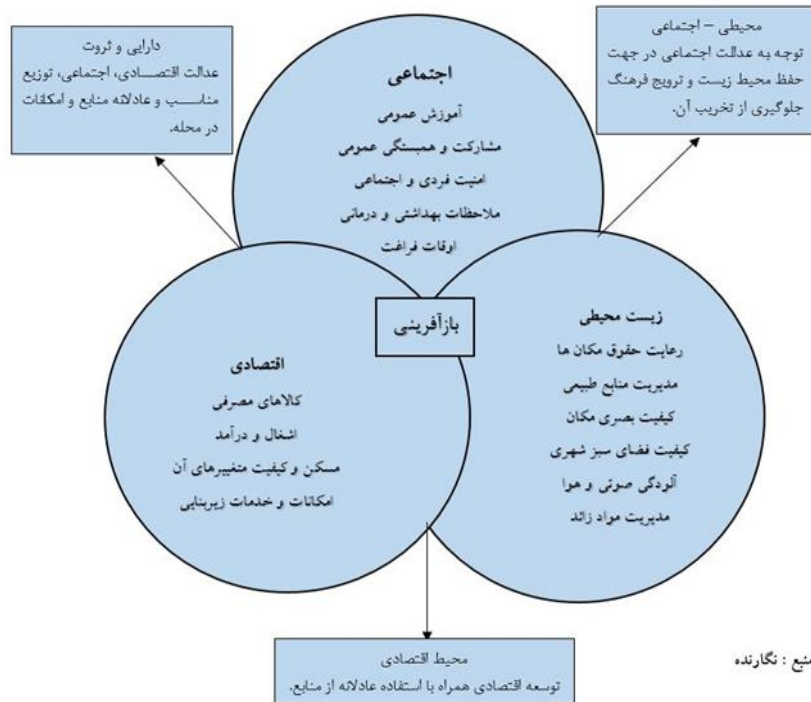 محیطی – اجتماعی
توجه به عدالت اجتماعی در جهت
حفظ محیط زیست و ترویج فرهنگ
جلوگیری از تخریب آن.
دارایی و ثروت
عدالت اقتصادی، اجتماعی، توزیع
مناسب و عادلانه منابع و امکانات
در محله.
اجتماعی
آموزش عمومی
مشارکت و همبستگی عمومی
امنیت فردی و اجتماعی
ملاحظات بهداشتی و درمانی
اوقات فراغت
بازآفرینی
زیست محیطی
رعایت حقوق مکان ها
مدیریت منابع طبیعی
کیفیت بصری مکان
کیفیت فضای سبز شهری
آلودگی صوتی و هوا
مدیریت مواد زائد
اقتصادی
کالاهای مصرفی
اشغال و درآمد
مسکن و کیفیت متغییرهای آن
امکانات و خدمات زیربنایی
محیط اقتصادی
توسعه اقتصادی همراه با استفاده عادلانه از منابع.
منبع : نگارنده